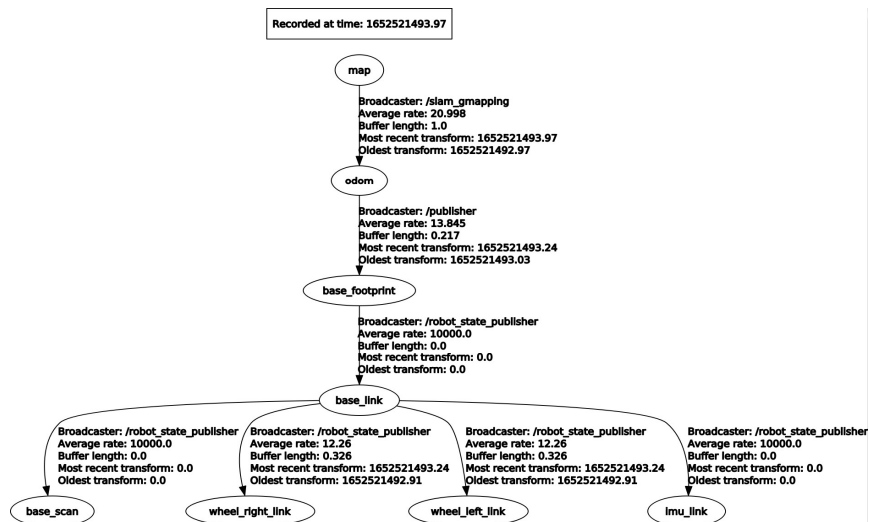 Recorded at time: 1652521493.97
map
Broadcaster: /slam_gmapping
Average rate: 20.998
Buffer length: 1.0
Most recent transform: 1652521493.97
Oldest transform: 1652521492.97
odom
Broadcaster: /publisher
Average rate: 13.845
Buffer length: 0.217
Most recent transform: 1652521493.24
Oldest transform: 1652521493.03
base_footprint
Broadcaster: /robot_state_publisher
Average rate: 10000.0
Buffer length: 0.0
Most recent transform: 0.0
Oldest transform: 0.0
base_link
Broadcaster: /robot_state_publisher
Average rate: 10000.0
Buffer length: 0.0
Most recent transform: 0.0
Oldest transform: 0.0
Broadcaster: /robot_state_publisher
Average rate: 12.26
Buffer length: 0.326
Most recent transform: 1652521493.24
Oldest transform: 1652521492.91
Broadcaster: /robot_state_publisher
Average rate: 12.26
Buffer length: 0.326
Most recent transform: 1652521493.24
Oldest transform: 1652521492.91
Broadcaster: /robot_state_publisher
Average rate: 10000.0
Buffer length: 0.0
Most recent transform: 0.0
Oldest transform: 0.0
base_scan
wheel_right_link
wheel_left_link
imu_link